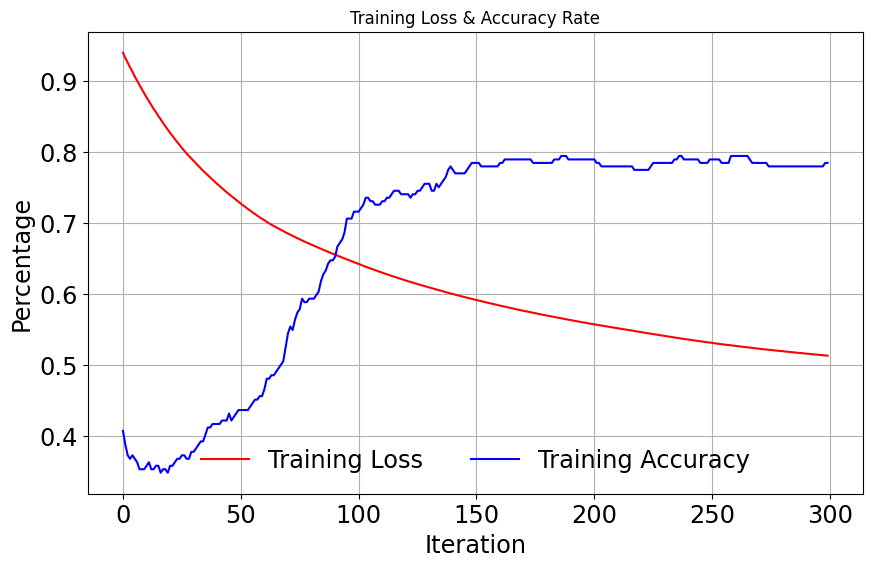 Training Loss & Accuracy Rate
Percentage
0.9
0.8
0.7
0.6
0.5
0.4
Training Loss Training Accuracy
0 50 100 150 200 250 300
Iteration